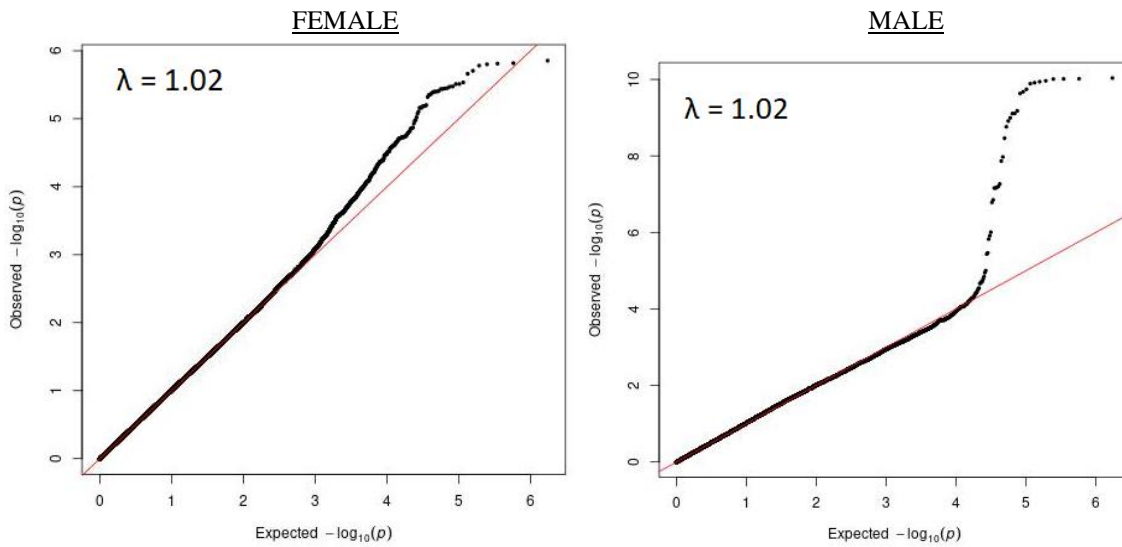 FEMALE
λ = 1.02
Observed −log10(p)
0
1
2
3
4
5
6
0 1 2 3 4 5 6
Expected −log10(p)
MALE
λ = 1.02
Observed −log10(p)
0
2
4
6
8
10
0 1 2 3 4 5 6
Expected −log10(p)